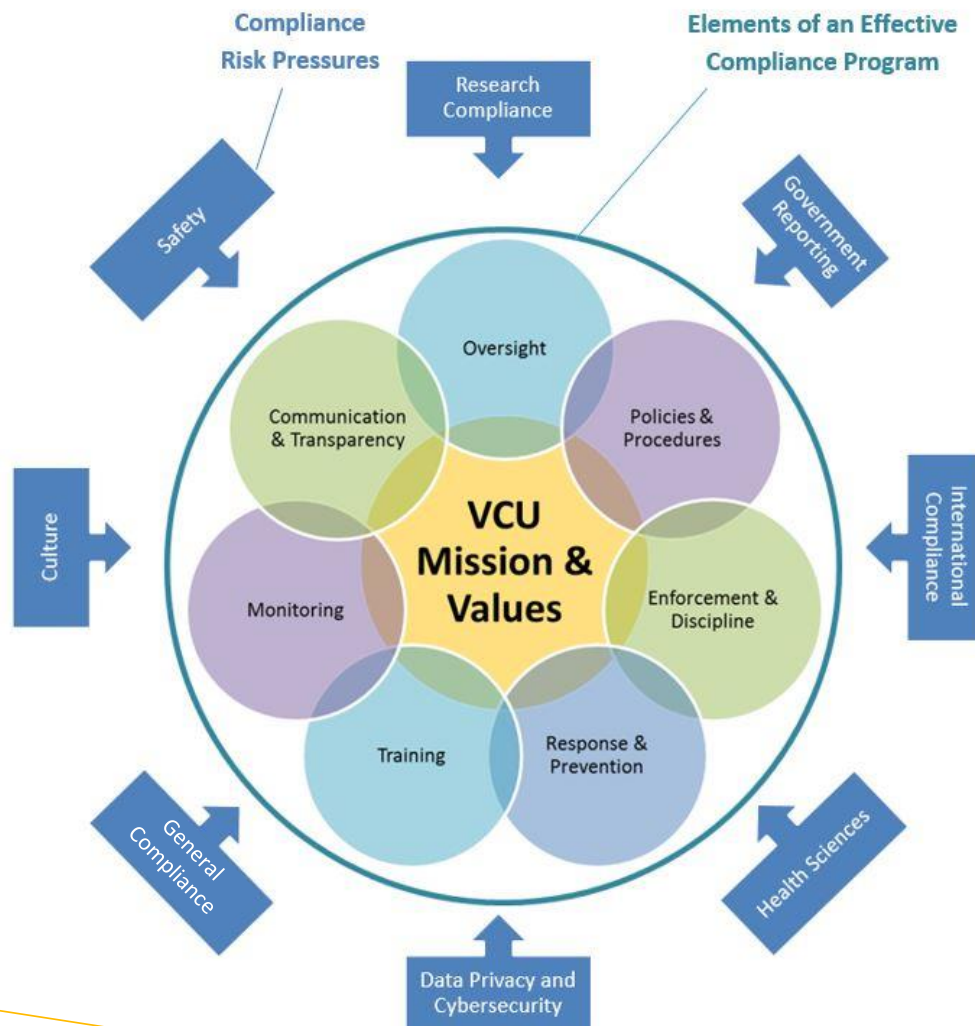 Compliance
Risk Pressures
Elements of an Effective
Compliance Program
Research
Compliance
Safety
Government
Reporting
Oversight
Communication
& Transparency
Policies &
Procedures
Culture
VCU
Mission &
Values
International
Compliance
Monitoring
Enforcement &
Discipline
Training
Response &
Prevention
General
Compliance
Health Sciences
Data Privacy and
Cybersecurity